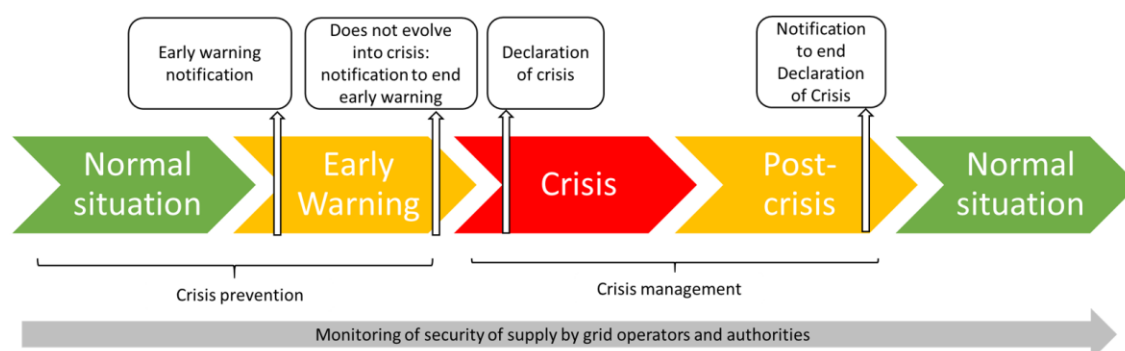 Early warning
notification
Does not evolve
into crisis:
notification to end
early warning
Declaration
of crisis
Notification
to end
Declaration
of Crisis
Normal
situation
Early
Warning
Crisis
Post-
crisis
Normal
situation
Crisis prevention
Crisis management
Monitoring of security of supply by grid operators and authorities